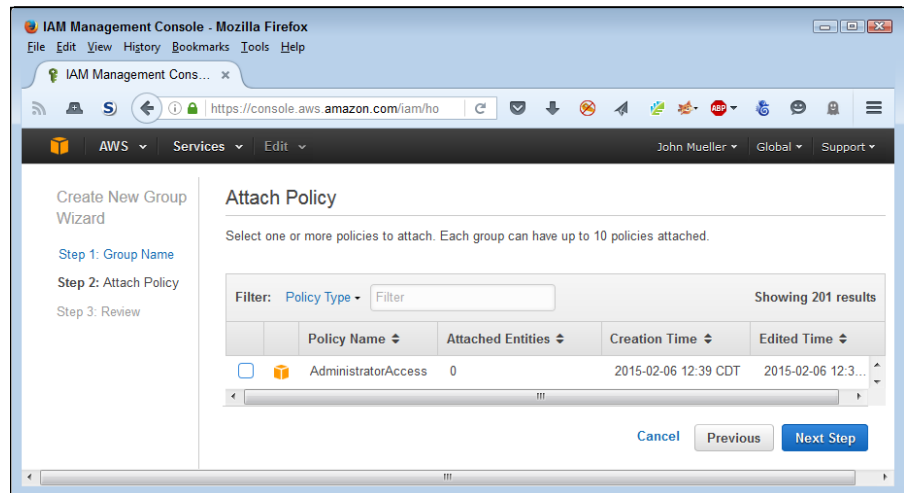 IAM Management Console - Mozilla Firefox
File Edit View History Bookmarks Tools Help
IAM Management Cons...
https://console.aws.amazon.com/iam/ho
ABP
AWS Services Edit John Mueller Global Support
Create New Group Wizard
Step 1: Group Name
Step 2: Attach Policy
Step 3: Review
Attach Policy
Select one or more policies to attach. Each group can have up to 10 policies attached.
Filter: Policy Type Filter Showing 201 results
Policy Name Attached Entities Creation Time Edited Time
AdministratorAccess 0 2015-02-06 12:39 CDT 2015-02-06 12:3...
Cancel Previous Next Step